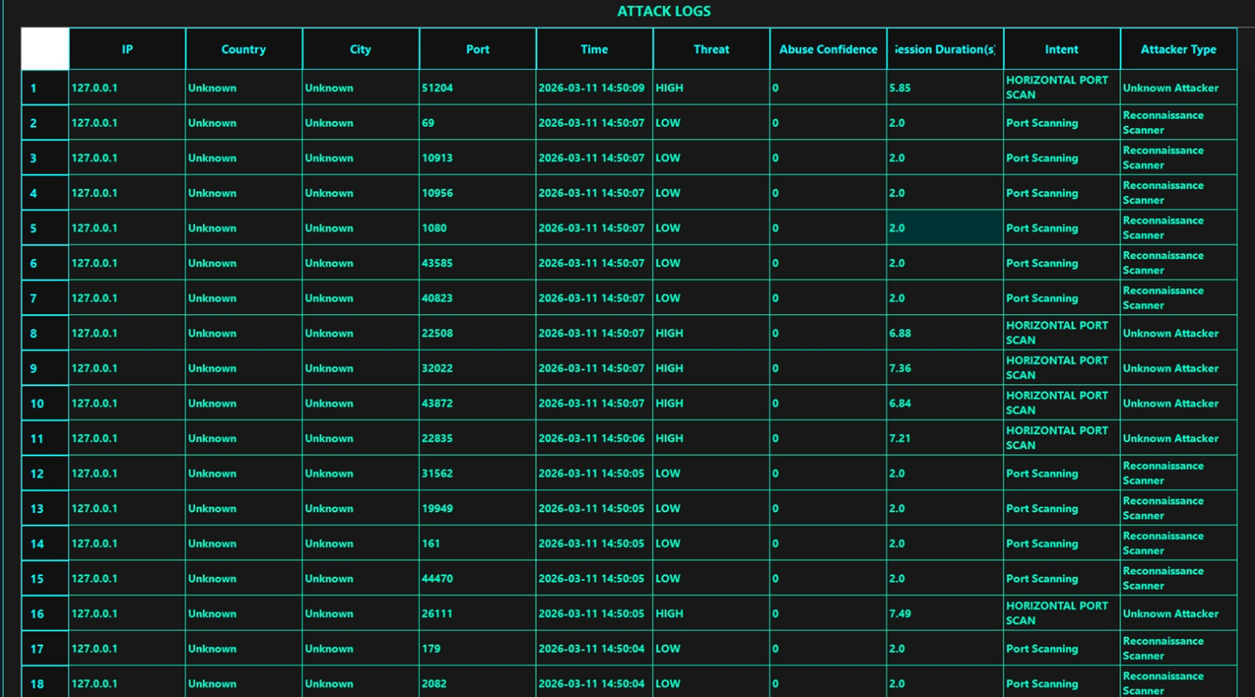 ATTACK LOGS
IP Country City Port Time Threat Abuse Confidence ession Duration(s) Intent Attacker Type
1 127.0.0.1 Unknown Unknown 51204 2026-03-11 14:50:09 HIGH 0 5.85 HORIZONTAL PORT SCAN Unknown Attacker
2 127.0.0.1 Unknown Unknown 69 2026-03-11 14:50:07 LOW 0 2.0 Port Scanning Reconnaissance Scanner
3 127.0.0.1 Unknown Unknown 10913 2026-03-11 14:50:07 LOW 0 2.0 Port Scanning Reconnaissance Scanner
4 127.0.0.1 Unknown Unknown 10956 2026-03-11 14:50:07 LOW 0 2.0 Port Scanning Reconnaissance Scanner
5 127.0.0.1 Unknown Unknown 1080 2026-03-11 14:50:07 LOW 0 2.0 Port Scanning Reconnaissance Scanner
6 127.0.0.1 Unknown Unknown 43585 2026-03-11 14:50:07 LOW 0 2.0 Port Scanning Reconnaissance Scanner
7 127.0.0.1 Unknown Unknown 40823 2026-03-11 14:50:07 LOW 0 2.0 Port Scanning Reconnaissance Scanner
8 127.0.0.1 Unknown Unknown 22508 2026-03-11 14:50:07 HIGH 0 6.88 HORIZONTAL PORT SCAN Unknown Attacker
9 127.0.0.1 Unknown Unknown 32022 2026-03-11 14:50:07 HIGH 0 7.36 HORIZONTAL PORT SCAN Unknown Attacker
10 127.0.0.1 Unknown Unknown 43872 2026-03-11 14:50:07 HIGH 0 6.84 HORIZONTAL PORT SCAN Unknown Attacker
11 127.0.0.1 Unknown Unknown 22835 2026-03-11 14:50:06 HIGH 0 7.21 HORIZONTAL PORT SCAN Unknown Attacker
12 127.0.0.1 Unknown Unknown 31562 2026-03-11 14:50:05 LOW 0 2.0 Port Scanning Reconnaissance Scanner
13 127.0.0.1 Unknown Unknown 19949 2026-03-11 14:50:05 LOW 0 2.0 Port Scanning Reconnaissance Scanner
14 127.0.0.1 Unknown Unknown 161 2026-03-11 14:50:05 LOW 0 2.0 Port Scanning Reconnaissance Scanner
15 127.0.0.1 Unknown Unknown 44470 2026-03-11 14:50:05 LOW 0 2.0 Port Scanning Reconnaissance Scanner
16 127.0.0.1 Unknown Unknown 26111 2026-03-11 14:50:05 HIGH 0 7.49 HORIZONTAL PORT SCAN Unknown Attacker
17 127.0.0.1 Unknown Unknown 179 2026-03-11 14:50:04 LOW 0 2.0 Port Scanning Reconnaissance Scanner
18 127.0.0.1 Unknown Unknown 2082 2026-03-11 14:50:04 LOW 0 2.0 Port Scanning Reconnaissance Scanner